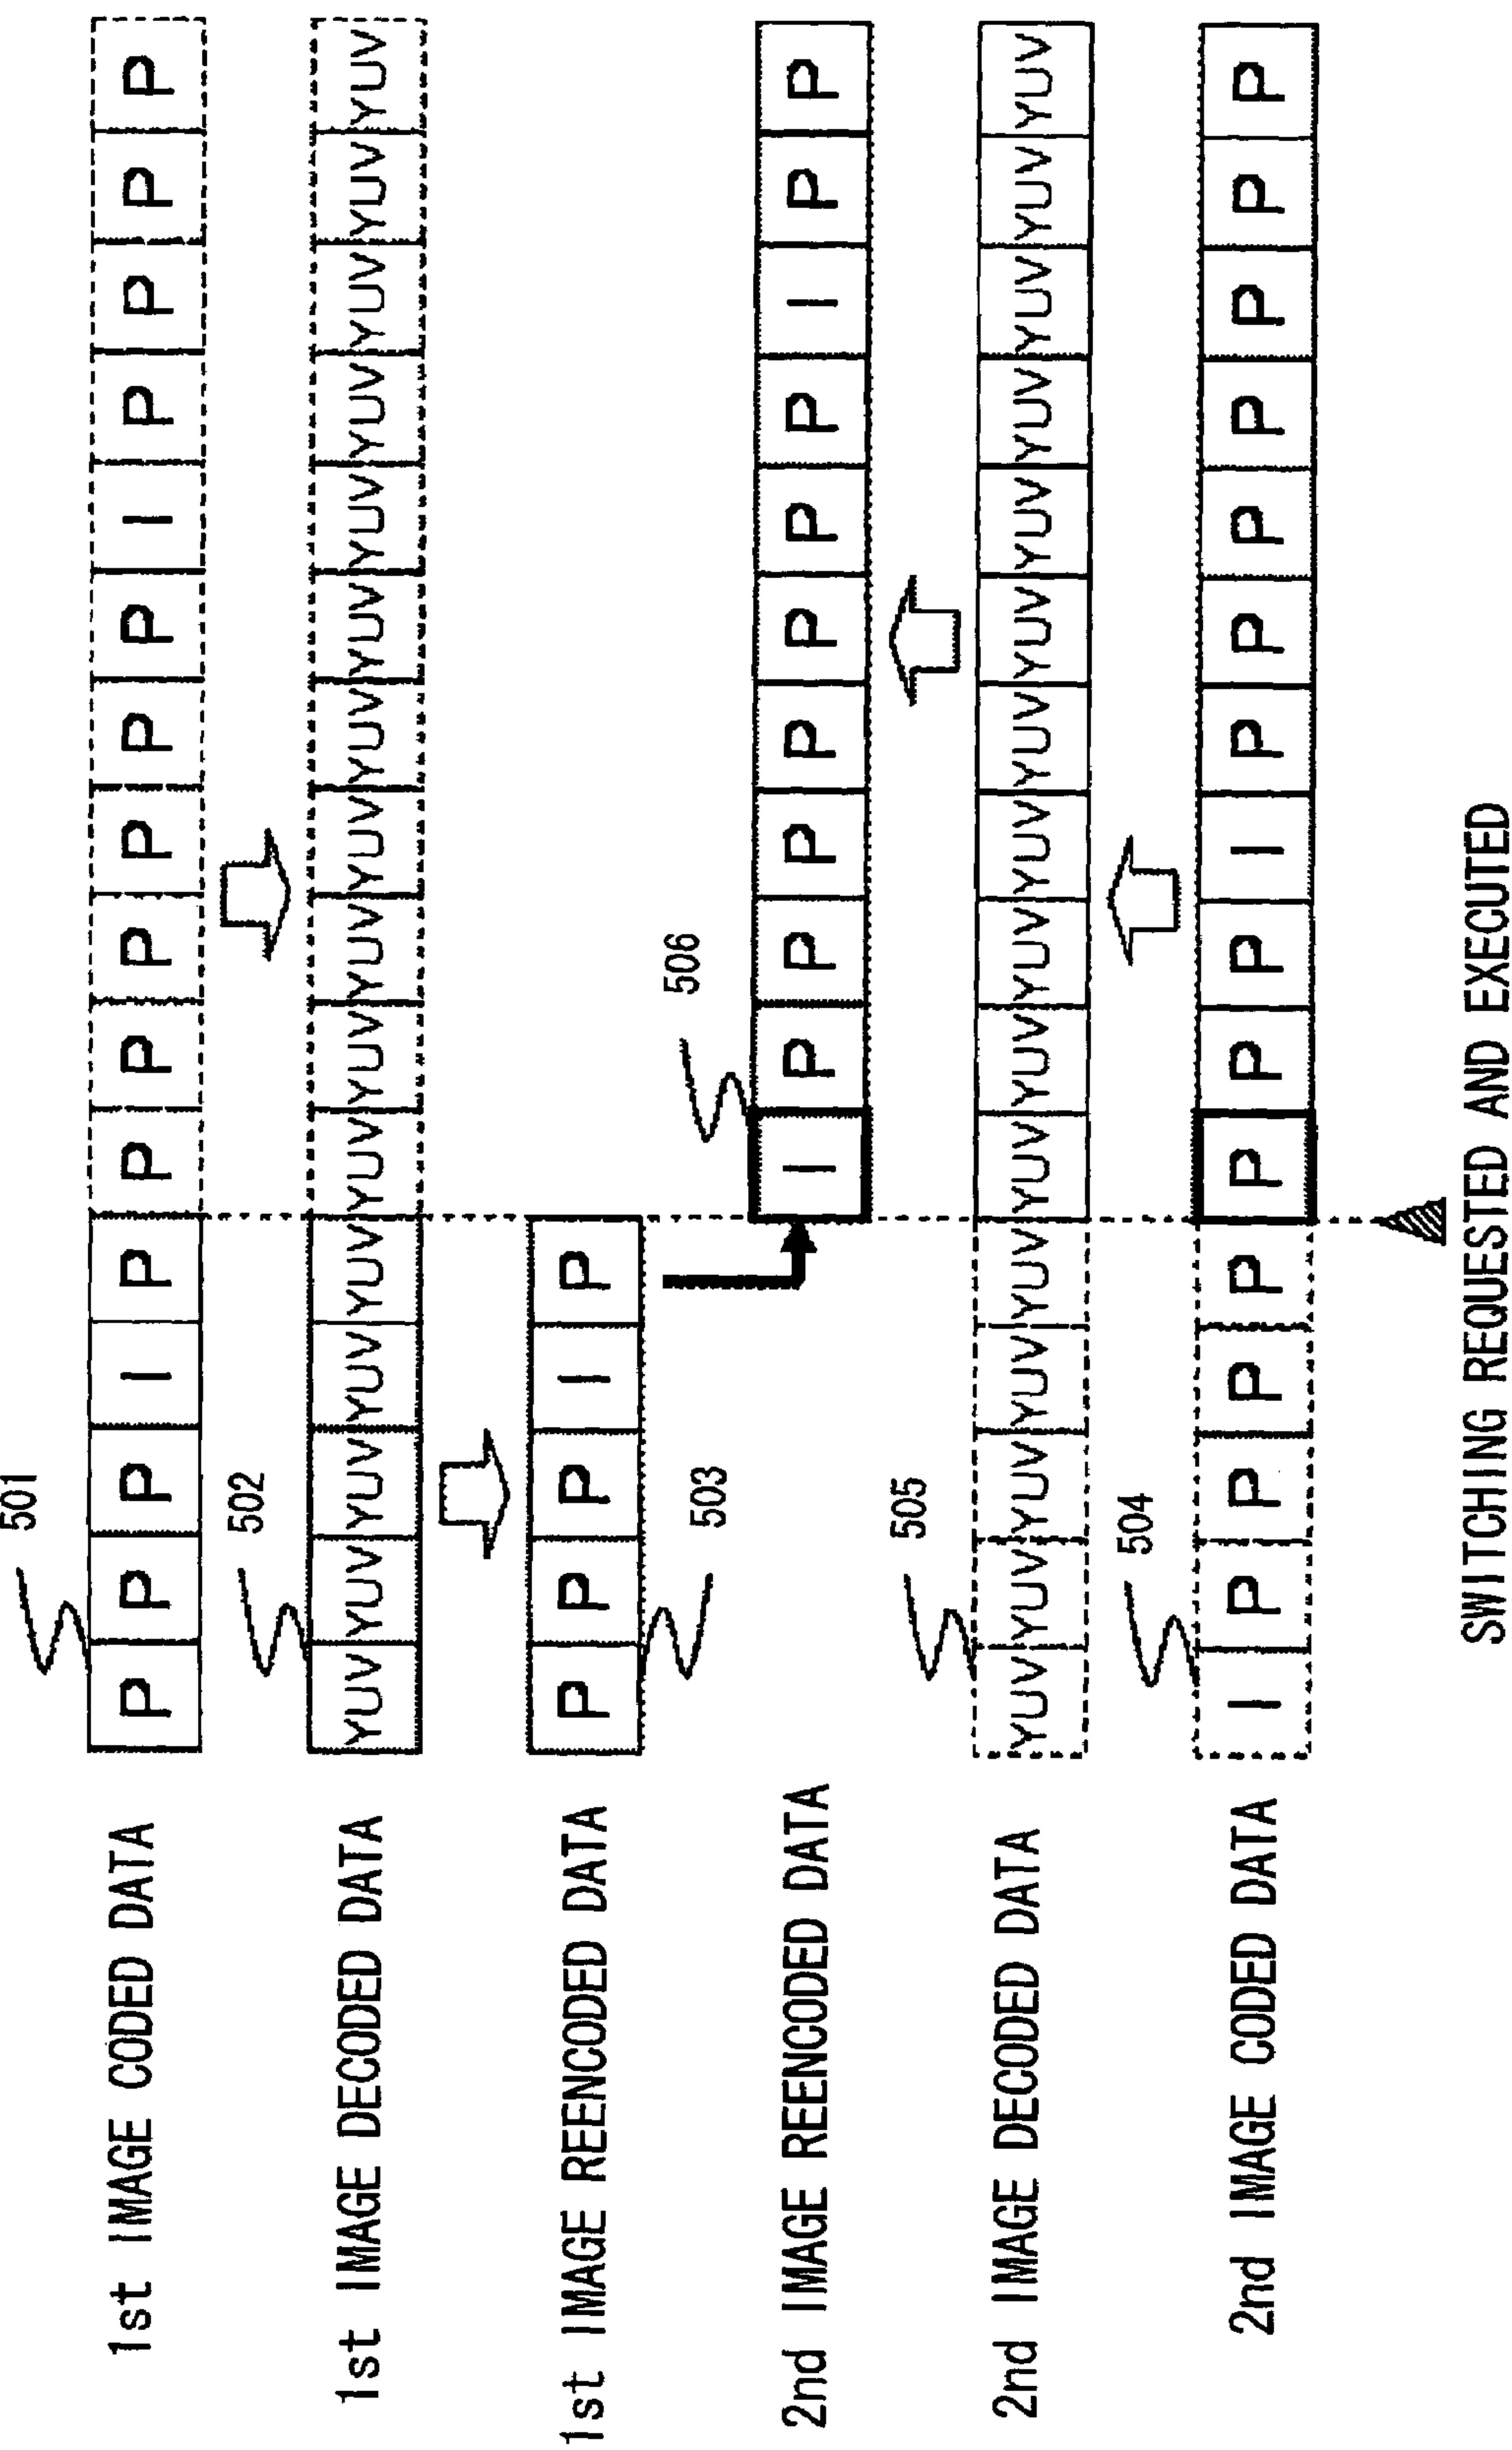 501
1st IMAGE CODED DATA P P P I P P P P P P P I P P P P
502
1st IMAGE DECODED DATA YUV YUV YUV YUV YUV YUV YUV YUV YUV YUV YUV YUV YUV YUV YUV YUV
1st IMAGE REENCODED DATA P P P I P
503
506
2nd IMAGE REENCODED DATA I P P P P P P P I P P
505
2nd IMAGE DECODED DATA YUV YUV YUV YUV YUV YUV YUV YUV YUV YUV YUV YUV YUV YUV YUV YUV
504
2nd IMAGE CODED DATA I P P P P P P P I P P P P P P P
SWITCHING REQUESTED AND EXECUTED